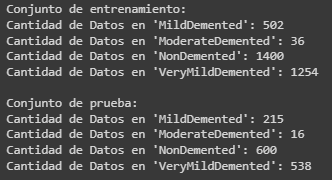 Conjunto de entrenamiento:
Cantidad de Datos en 'MildDemented': 502
Cantidad de Datos en 'ModerateDemented': 36
Cantidad de Datos en 'NonDemented': 1400
Cantidad de Datos en 'VeryMildDemented': 1254

Conjunto de prueba:
Cantidad de Datos en 'MildDemented': 215
Cantidad de Datos en 'ModerateDemented': 16
Cantidad de Datos en 'NonDemented': 600
Cantidad de Datos en 'VeryMildDemented': 538